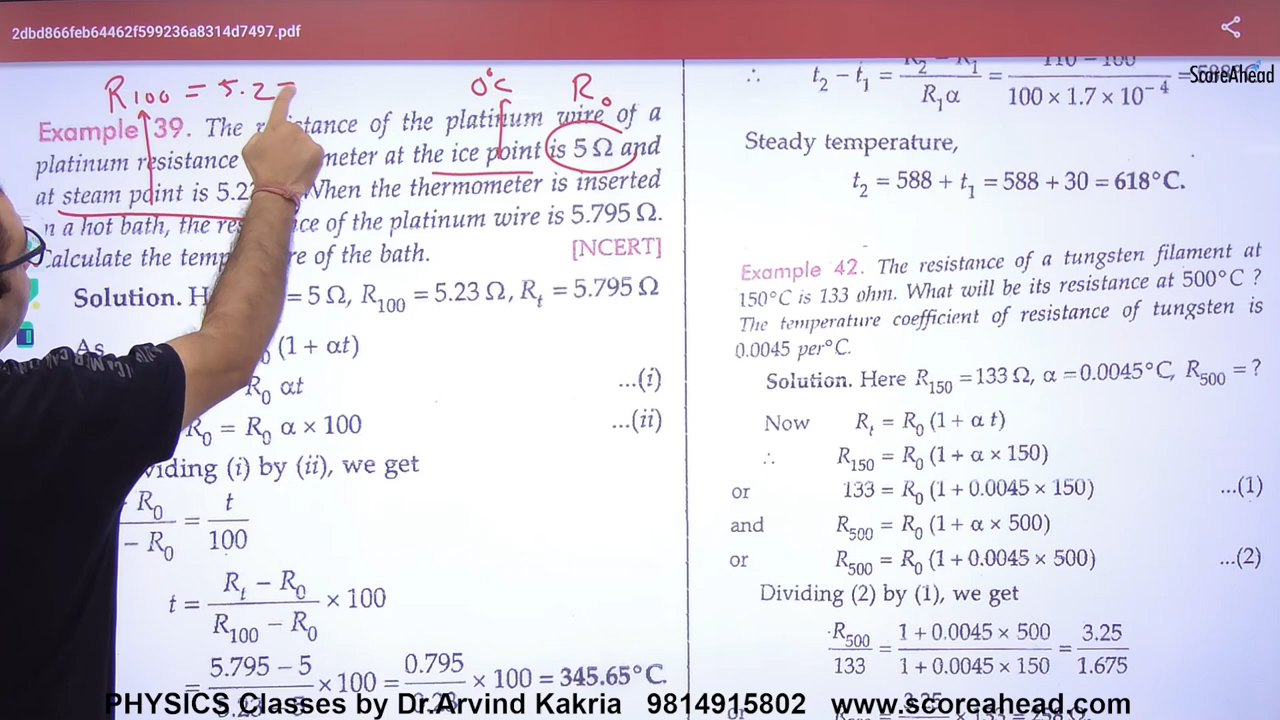 2dbd866feb64462f599236a8314d7497.pdf
ScoreAhead
R100 = 5.2
0°C R0
Example 39. The resistance of the platinum wire of a
platinum resistance meter at the ice point is 5 Ω and
at steam point is 5.23 When the thermometer is inserted
n a hot bath, the resistance of the platinum wire is 5.795 Ω.
Calculate the temperature of the bath. [NCERT]
Solution. H = 5 Ω, R100 = 5.23 Ω, Rt = 5.795 Ω
As (1 + αt)
R0 αt ...(i)
R0 = R0 α × 100 ...(ii)
viding (i) by (ii), we get
R0 / − R0 = t / 100
t = (Rt − R0) / (R100 − R0) × 100
= (5.795 − 5) / × 100 = 0.795 / × 100 = 345.65°C.
∴ t2 − t1 = (R2 − R1) / (R1α) = (110 − 100) / (100 × 1.7 × 10−4) =
Steady temperature,
t2 = 588 + t1 = 588 + 30 = 618°C.
Example 42. The resistance of a tungsten filament at
150°C is 133 ohm. What will be its resistance at 500°C ?
The temperature coefficient of resistance of tungsten is
0.0045 per°C.
Solution. Here R150 = 133 Ω, α = 0.0045°C, R500 = ?
Now Rt = R0 (1 + α t)
∴ R150 = R0 (1 + α × 150)
or 133 = R0 (1 + 0.0045 × 150) ...(1)
and R500 = R0 (1 + α × 500)
or R500 = R0 (1 + 0.0045 × 500) ...(2)
Dividing (2) by (1), we get
R500 / 133 = (1 + 0.0045 × 500) / (1 + 0.0045 × 150) = 3.25 / 1.675
PHYSICS Classes by Dr.Arvind Kakria 9814915802 www.scoreahead.com